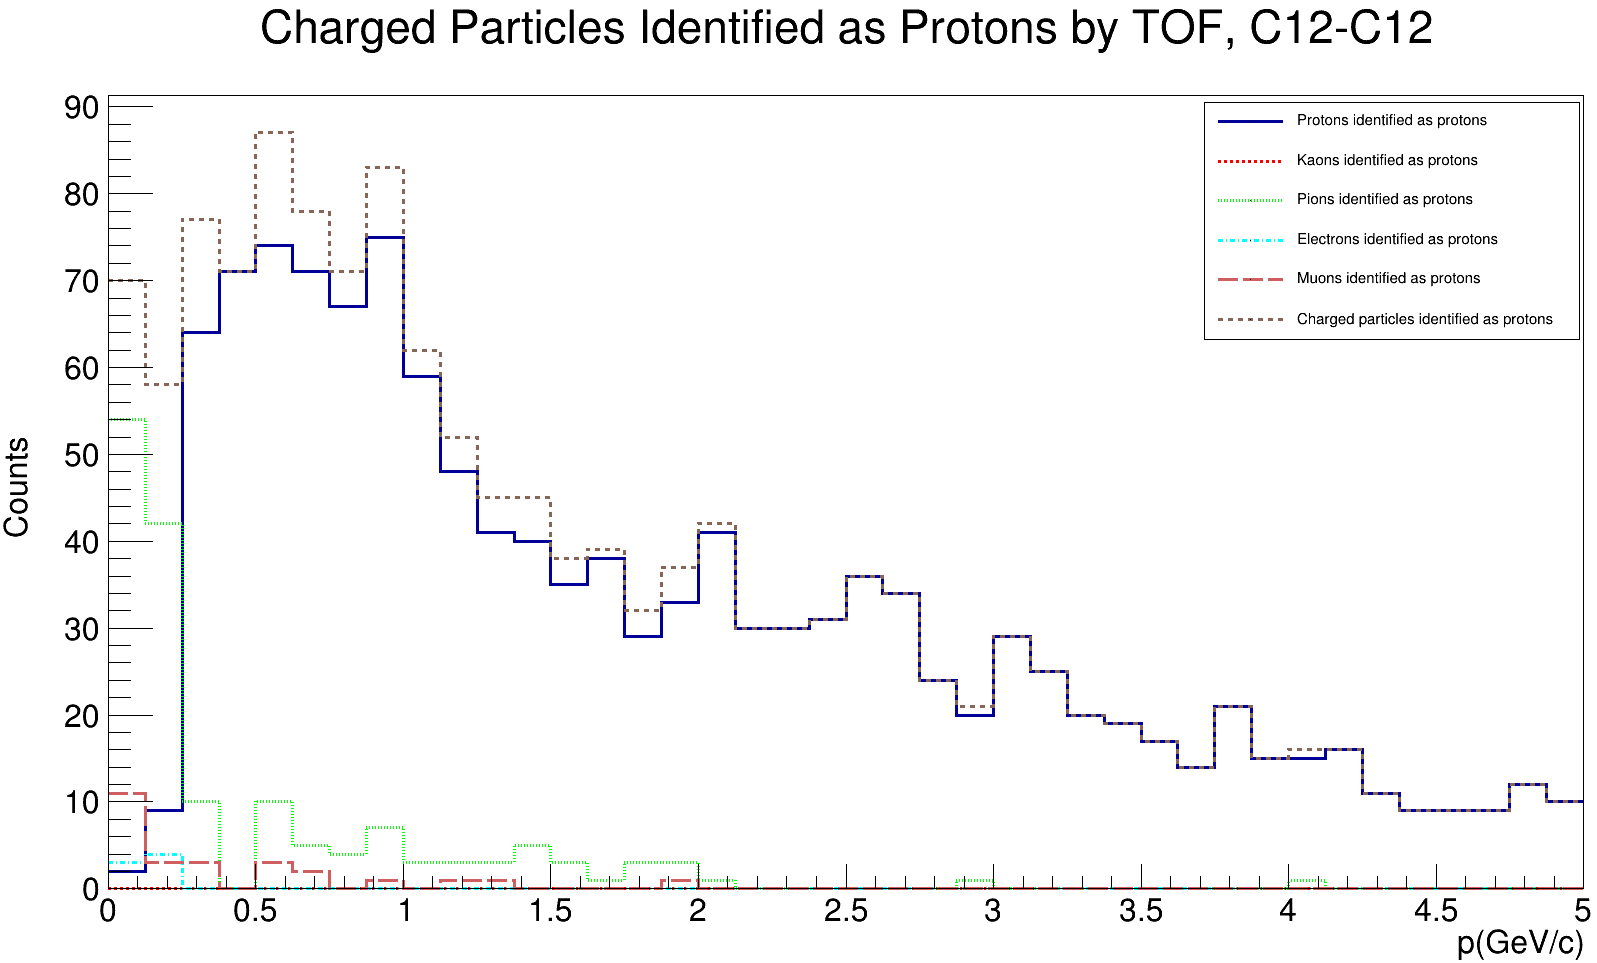 Charged Particles Identified as Protons by TOF, C12-C12
90
80
70
60
50
40
30
20
10
0
Counts
Protons identified as protons
Kaons identified as protons
Pions identified as protons
Electrons identified as protons
Muons identified as protons
Charged particles identified as protons
0 0.5 1 1.5 2 2.5 3 3.5 4 4.5 5
p(GeV/c)